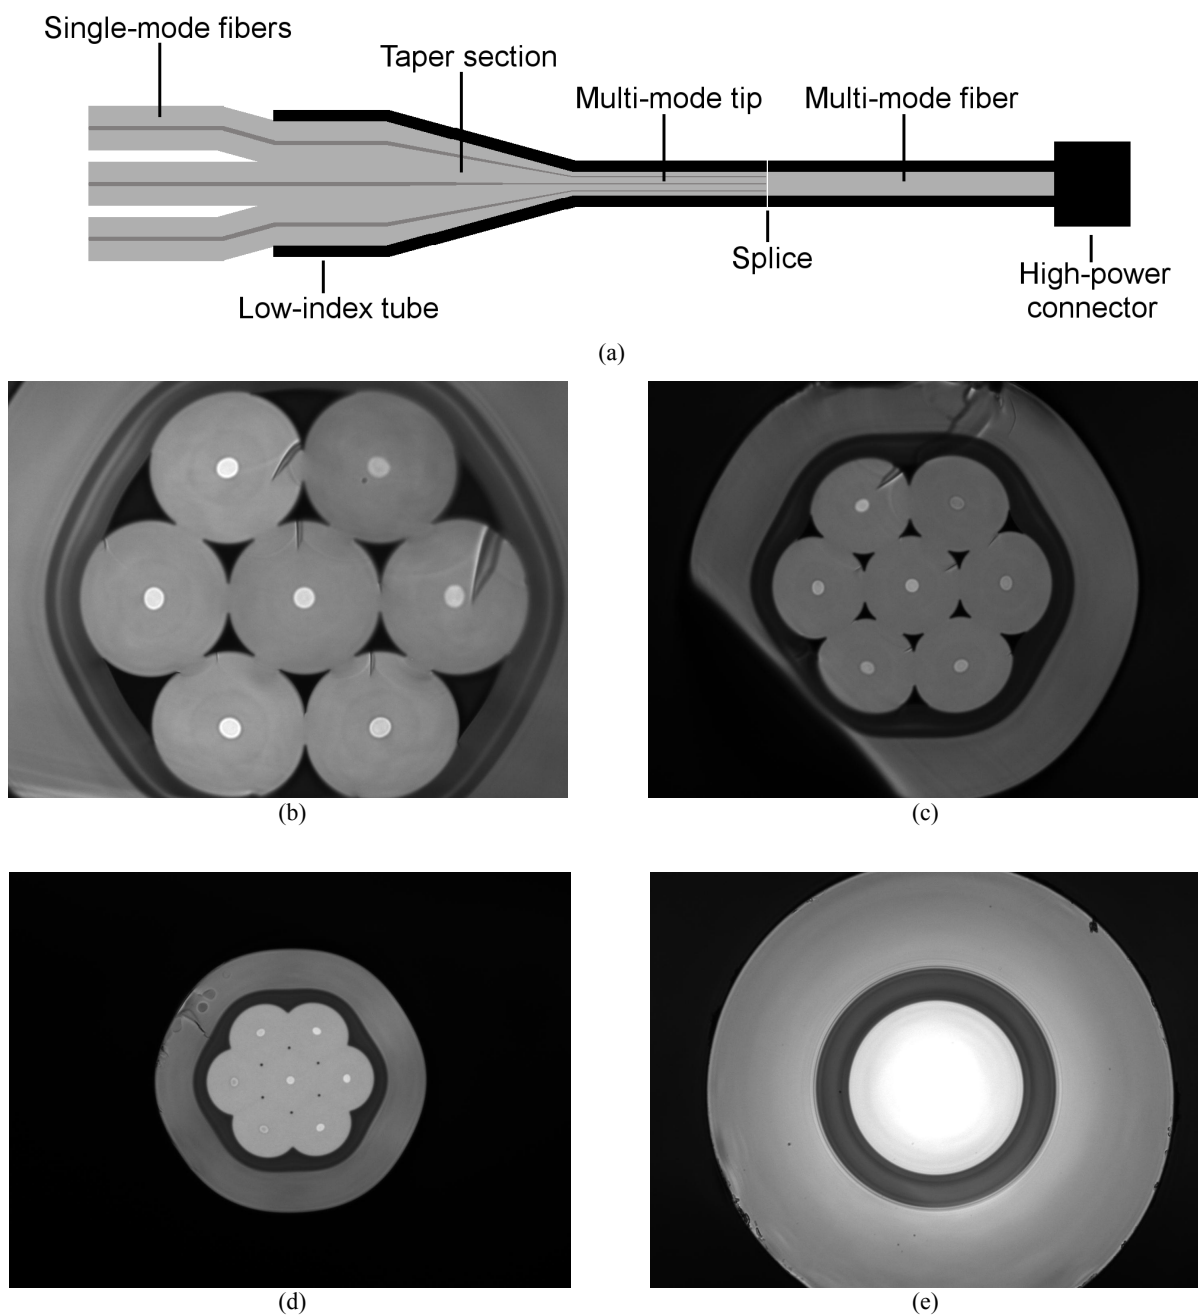 Single-mode fibers
Taper section
Multi-mode tip
Multi-mode fiber
Splice
Low-index tube
High-power
connector
(a)
(b)
(c)
(d)
(e)